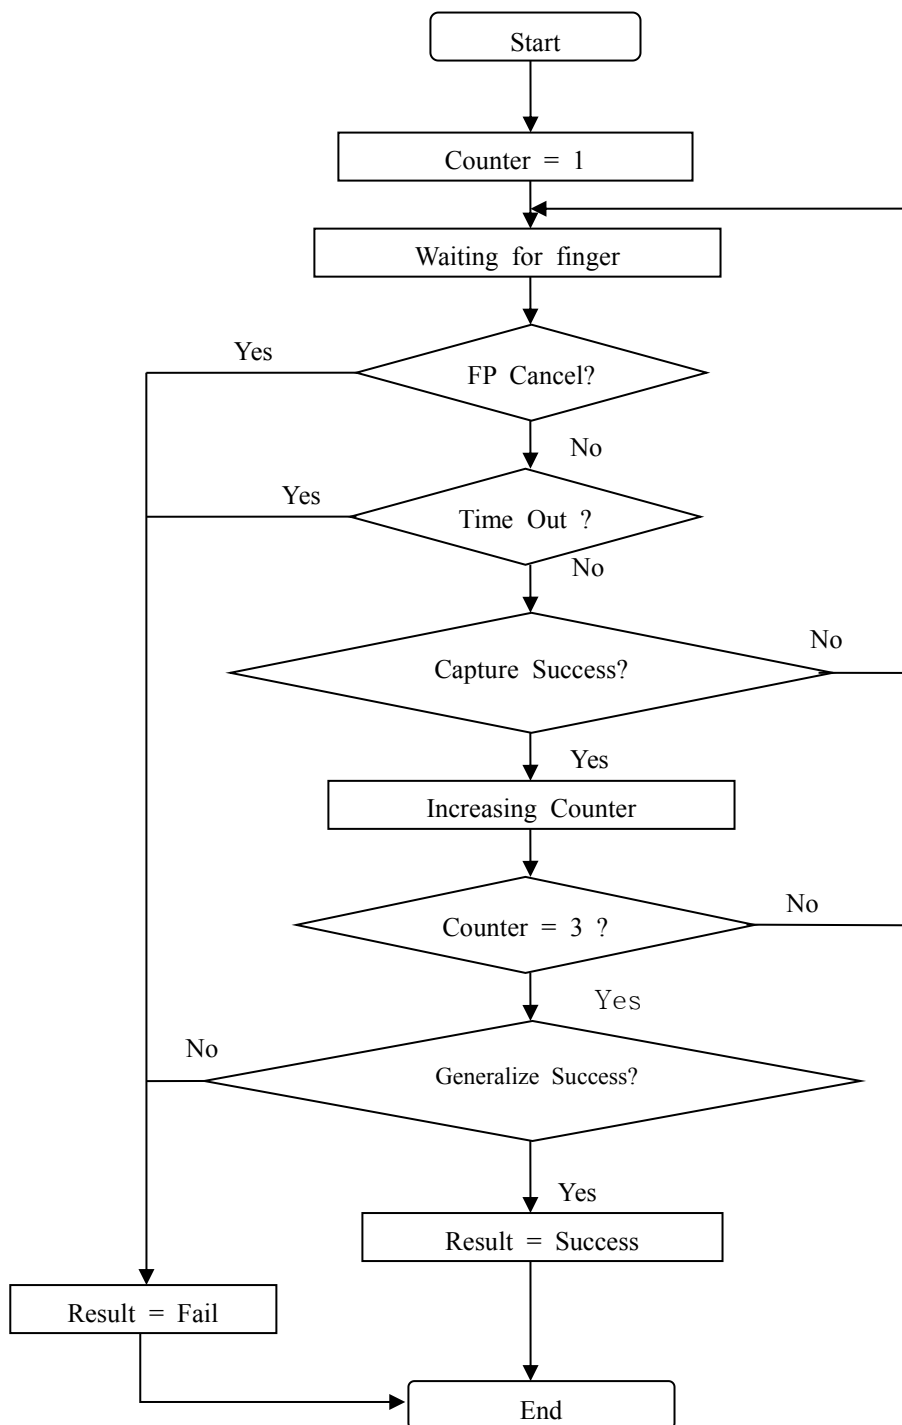 Start
Counter = 1
Waiting for finger
Yes
FP Cancel?
No
Yes
Time Out ?
No
No
Capture Success?
Yes
Increasing Counter
No
Counter = 3 ?
Yes
No
Generalize Success?
Yes
Result = Success
Result = Fail
End